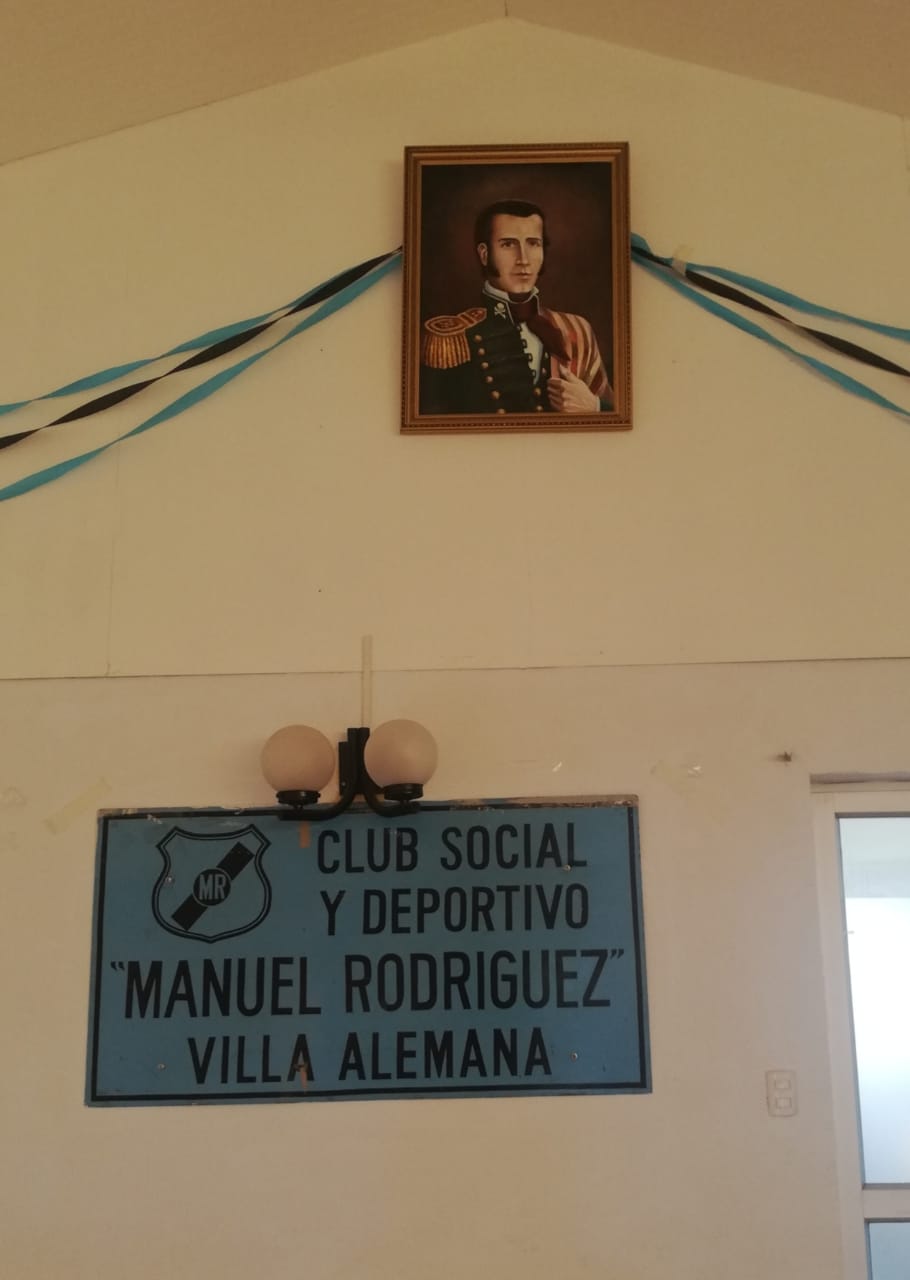 MR
CLUB SOCIAL
Y DEPORTIVO
"MANUEL RODRIGUEZ"
VILLA ALEMANA